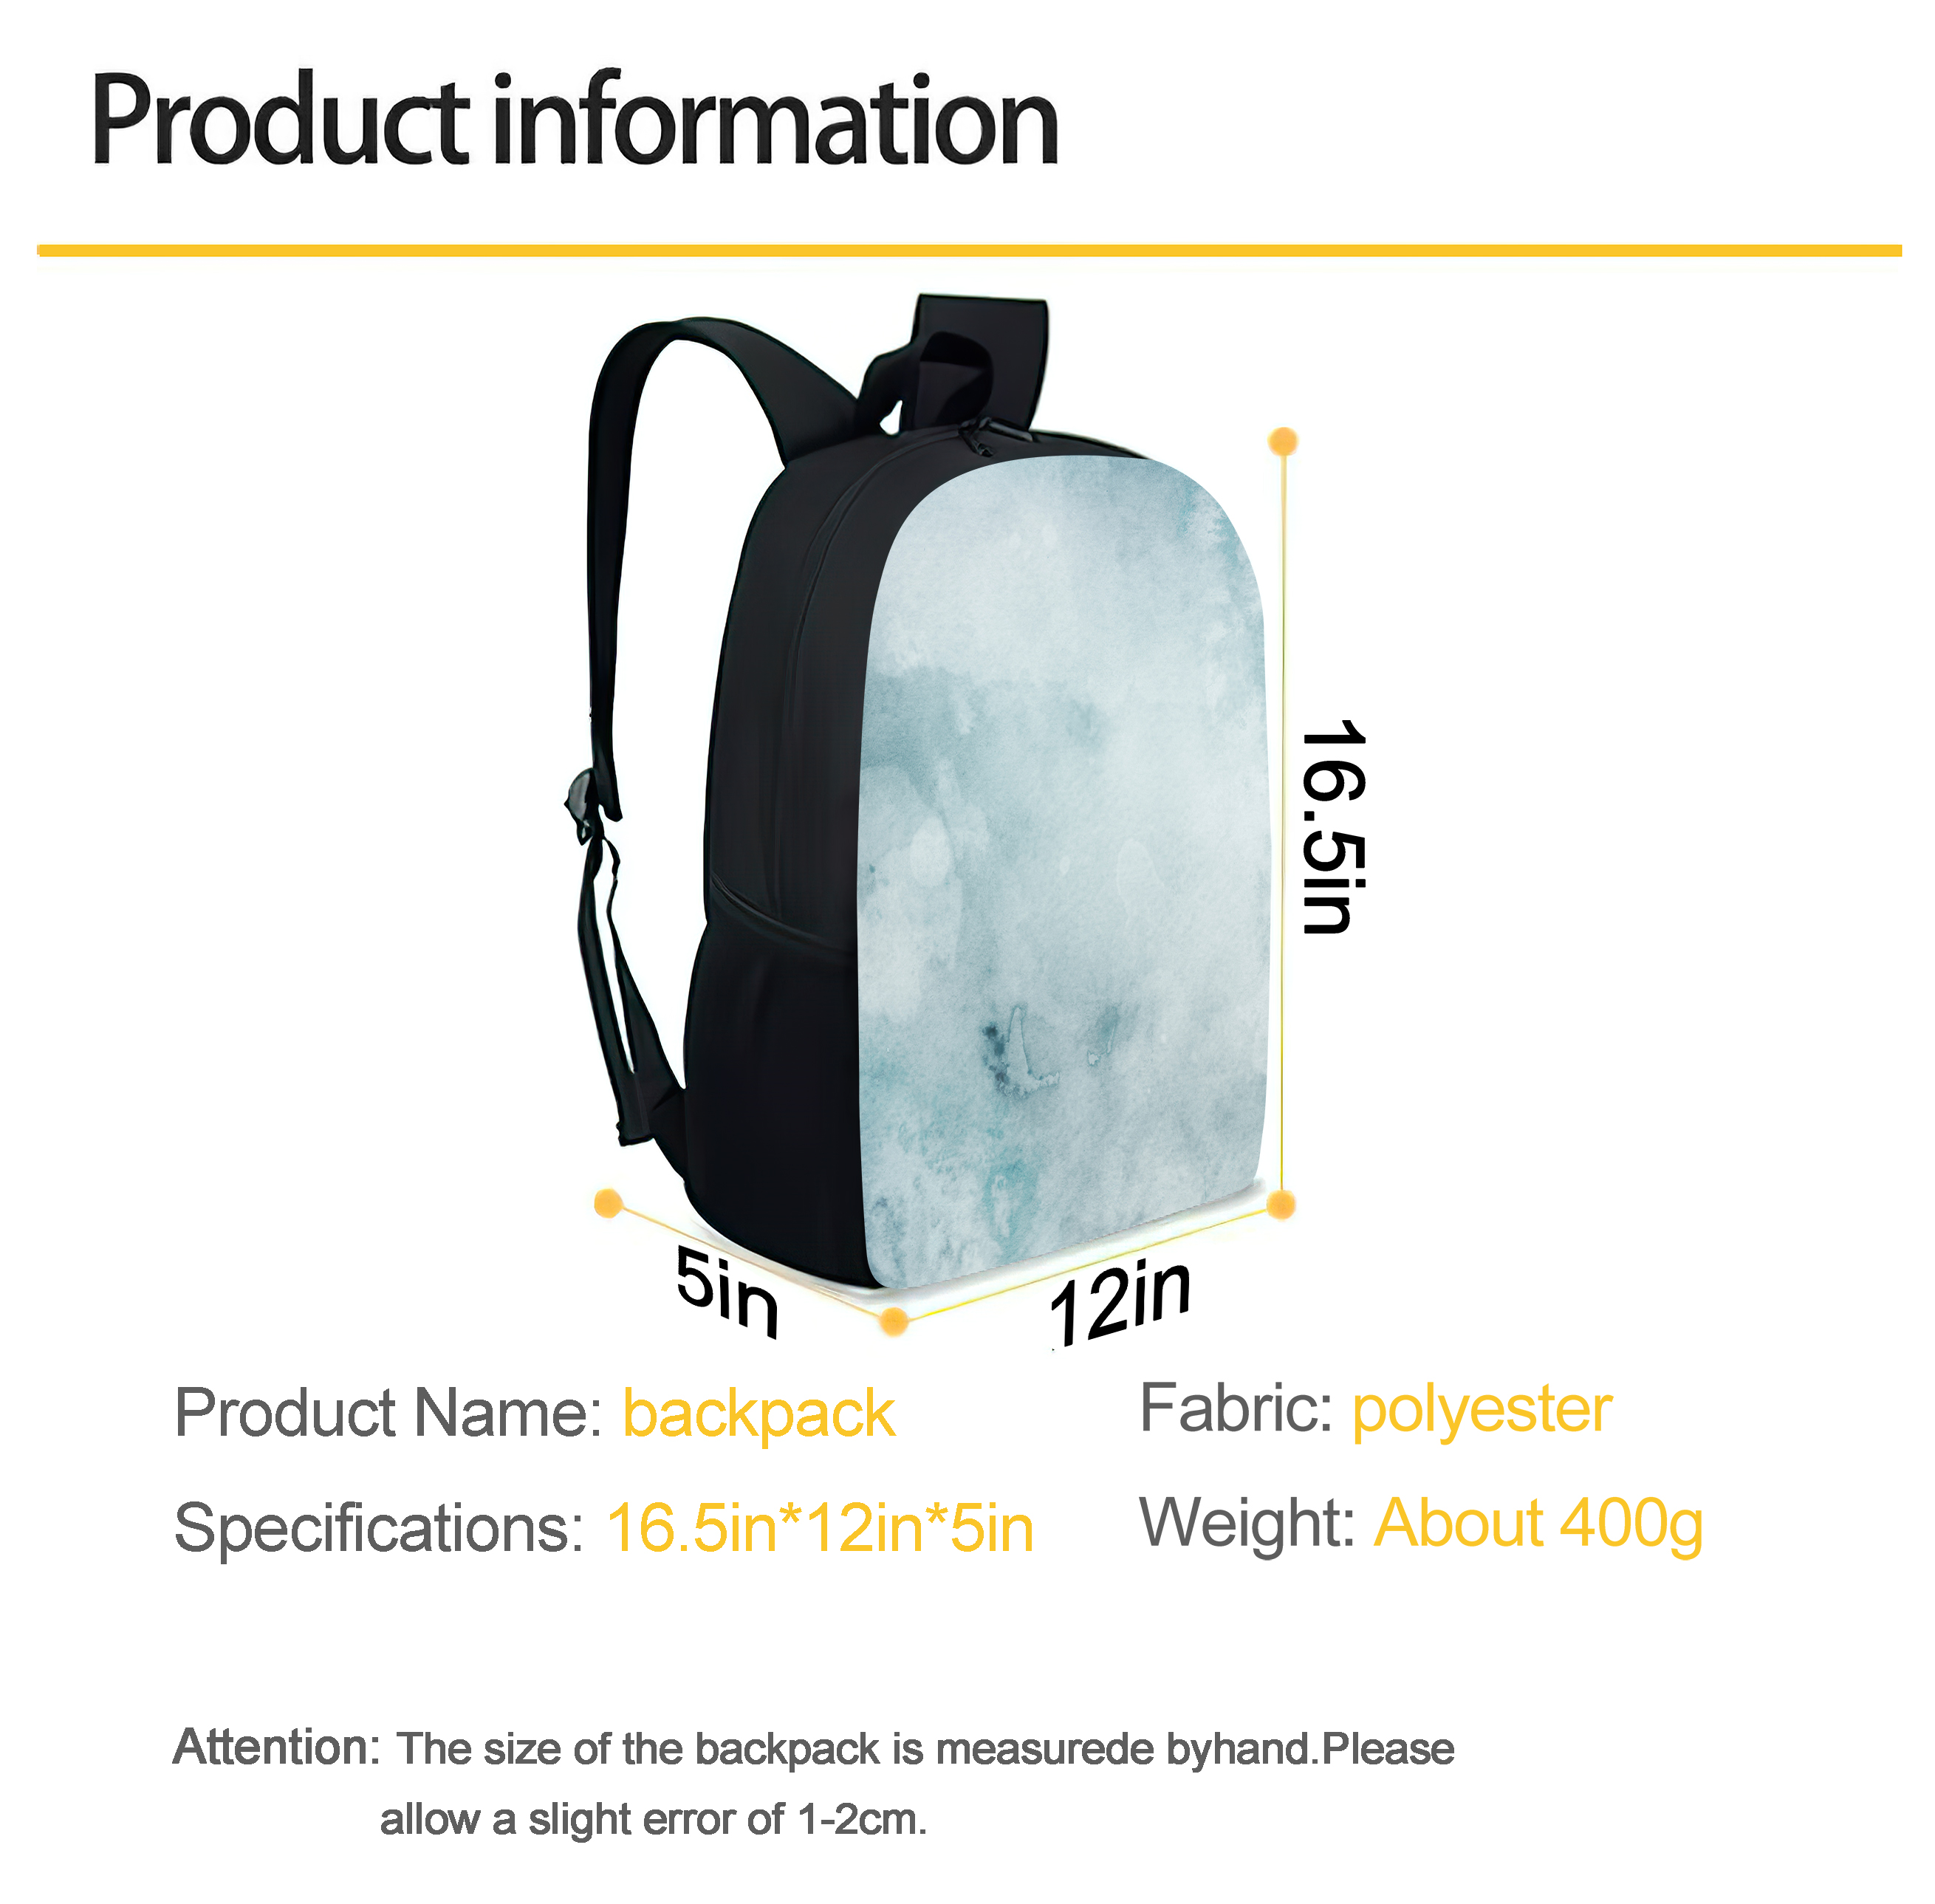 Product information
16.5in
5in
12in
Product Name: backpack
Fabric: polyester
Specifications: 16.5in*12in*5in
Weight: About 400g
Attention: The size of the backpack is measurede byhand.Please
allow a slight error of 1-2cm.